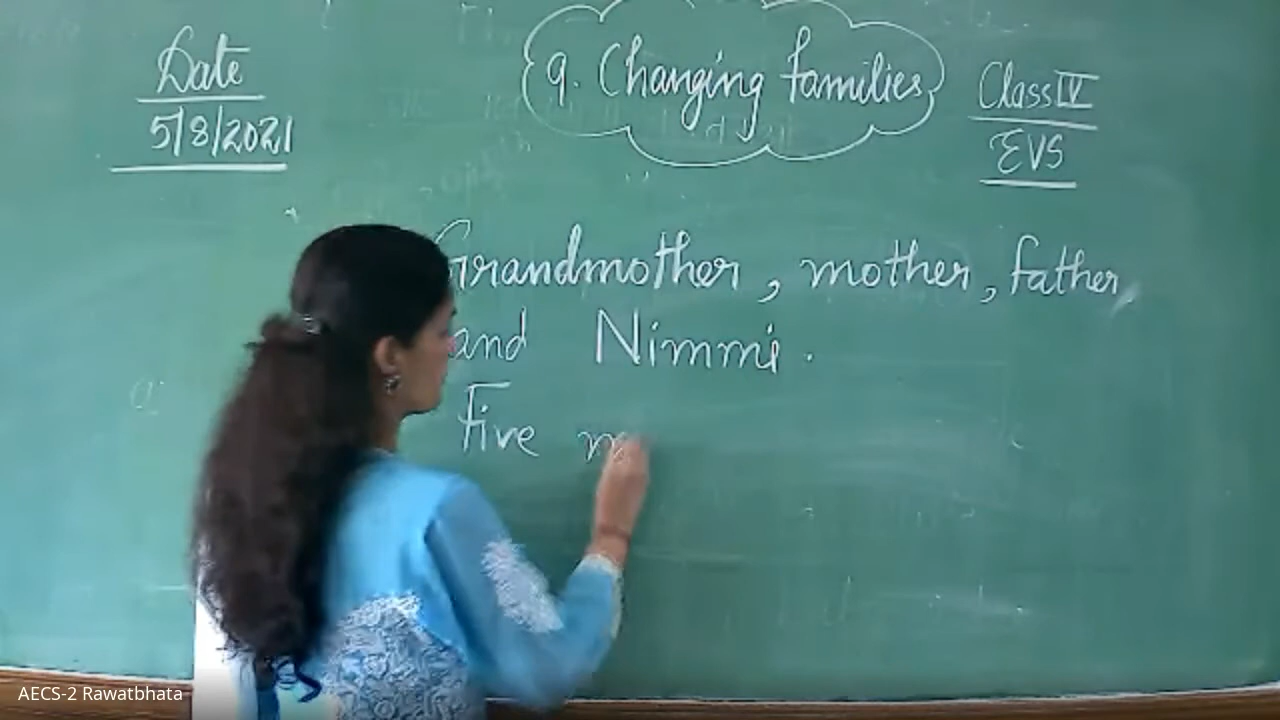 Date
5/8/2021
9. Changing families
Class IV
EVS
Grandmother, mother, father,
and Nimmi.
Five m
AECS-2 Rawatbhata